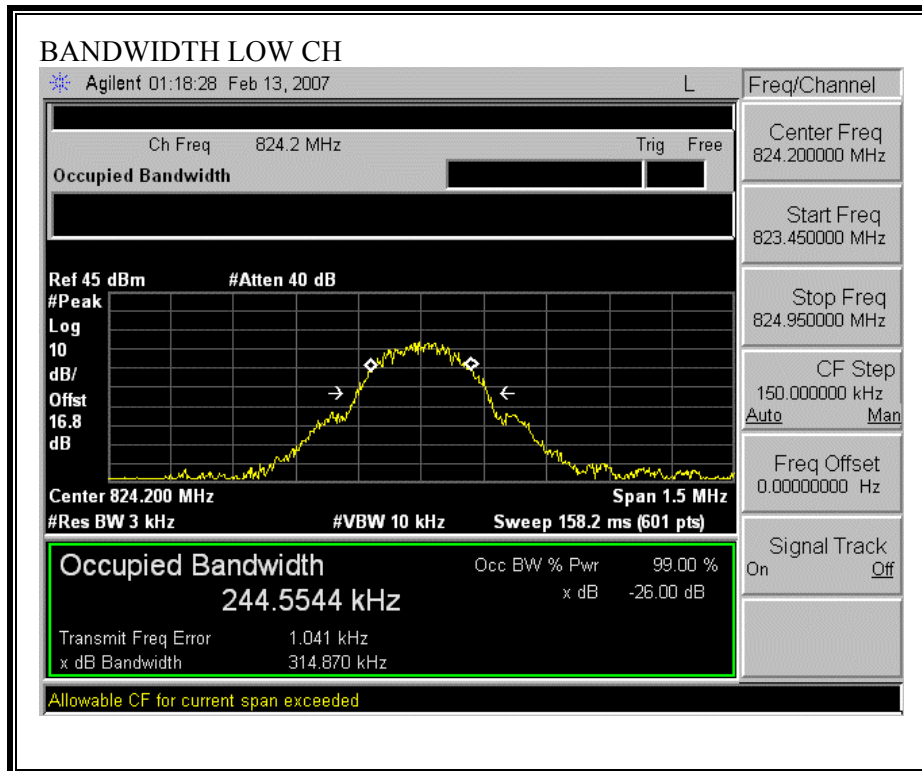 BANDWIDTH LOW CH
Agilent 01:18:28 Feb 13, 2007 L
Freq/Channel
Ch Freq 824.2 MHz Trig Free
Occupied Bandwidth
Center Freq
824.200000 MHz
Start Freq
823.450000 MHz
Stop Freq
824.950000 MHz
CF Step
150.000000 kHz
Auto Man
Freq Offset
0.00000000 Hz
Signal Track
On Off
Ref 45 dBm #Atten 40 dB
#Peak
Log
10
dB/
Offst
16.8
dB
Center 824.200 MHz Span 1.5 MHz
#Res BW 3 kHz #VBW 10 kHz Sweep 158.2 ms (601 pts)
Occupied Bandwidth
244.5544 kHz
Occ BW % Pwr 99.00 %
x dB -26.00 dB
Transmit Freq Error 1.041 kHz
x dB Bandwidth 314.870 kHz
Allowable CF for current span exceeded